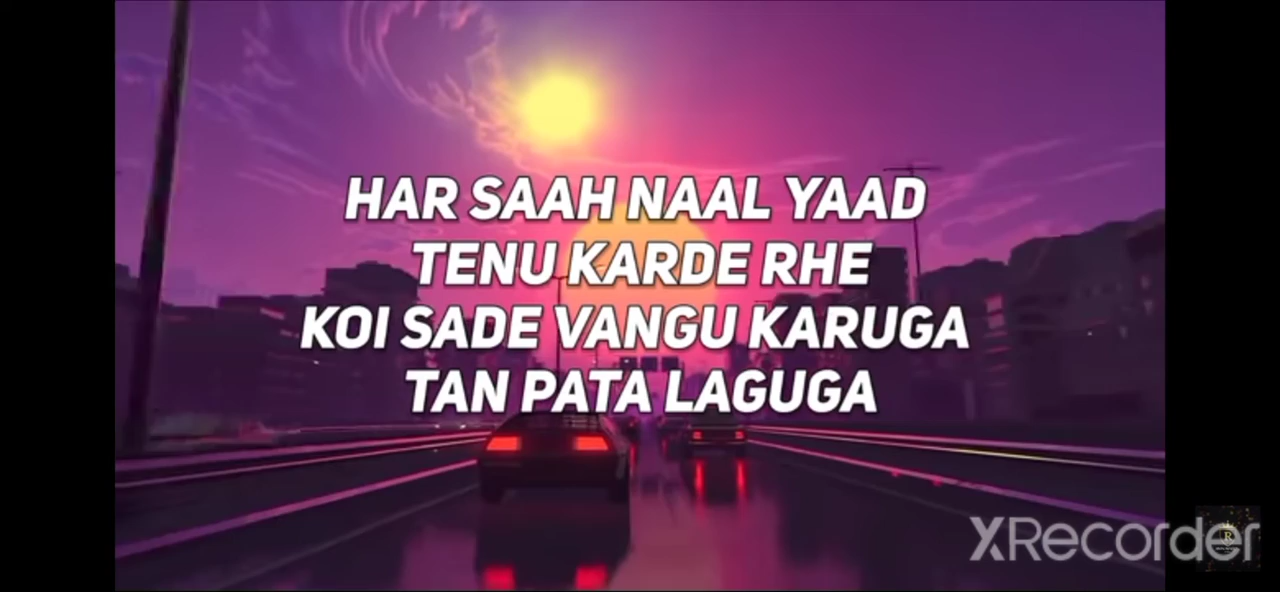 HAR SAAH NAAL YAAD
TENU KARDE RHE
KOI SADE VANGU KARUGA
TAN PATA LAGUGA
XRecorder
R